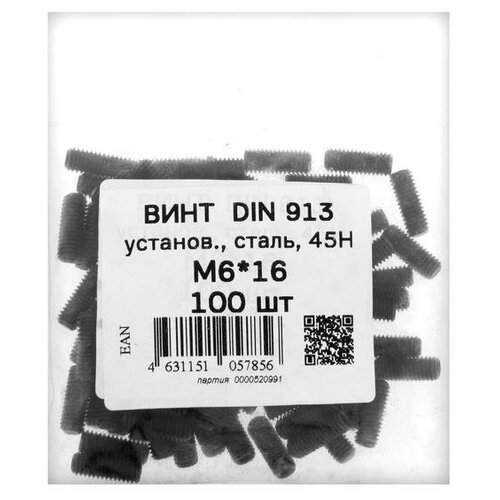 ВИНТ DIN 913
установ., сталь, 45Н
М6*16
100 шт
EAN
4 631151 057856
партия 0000520991